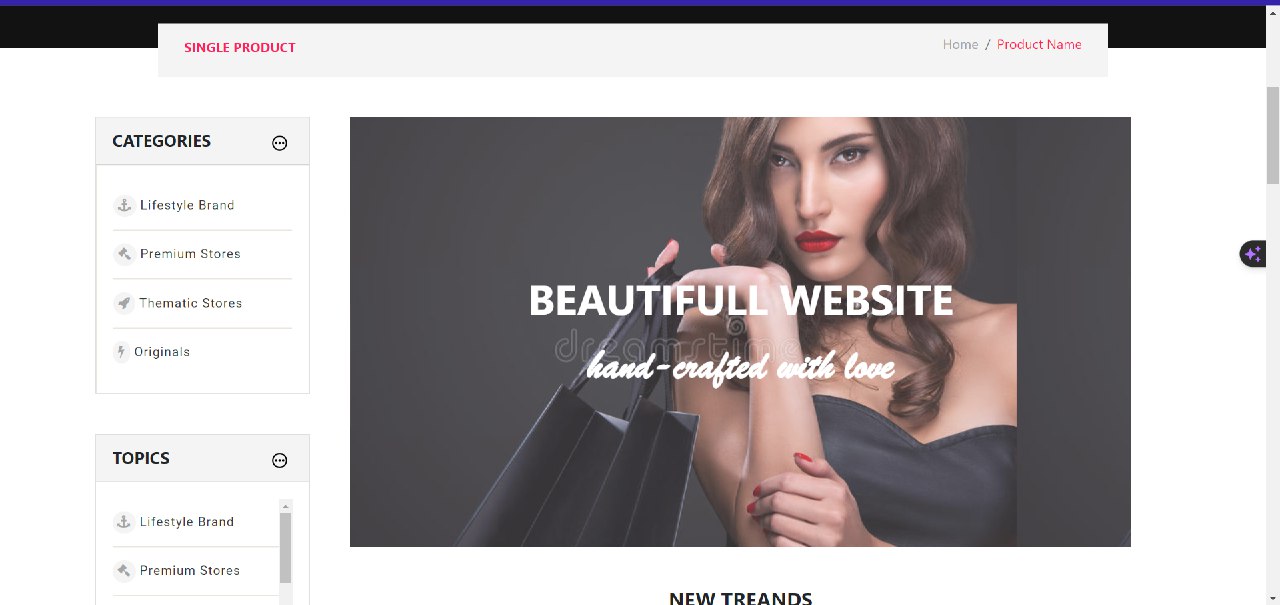 SINGLE PRODUCT
Home / Product Name
CATEGORIES
Lifestyle Brand
Premium Stores
Thematic Stores
Originals
TOPICS
Lifestyle Brand
Premium Stores
BEAUTIFULL WEBSITE
dreamstime
hand-crafted with love
NEW TREANDS